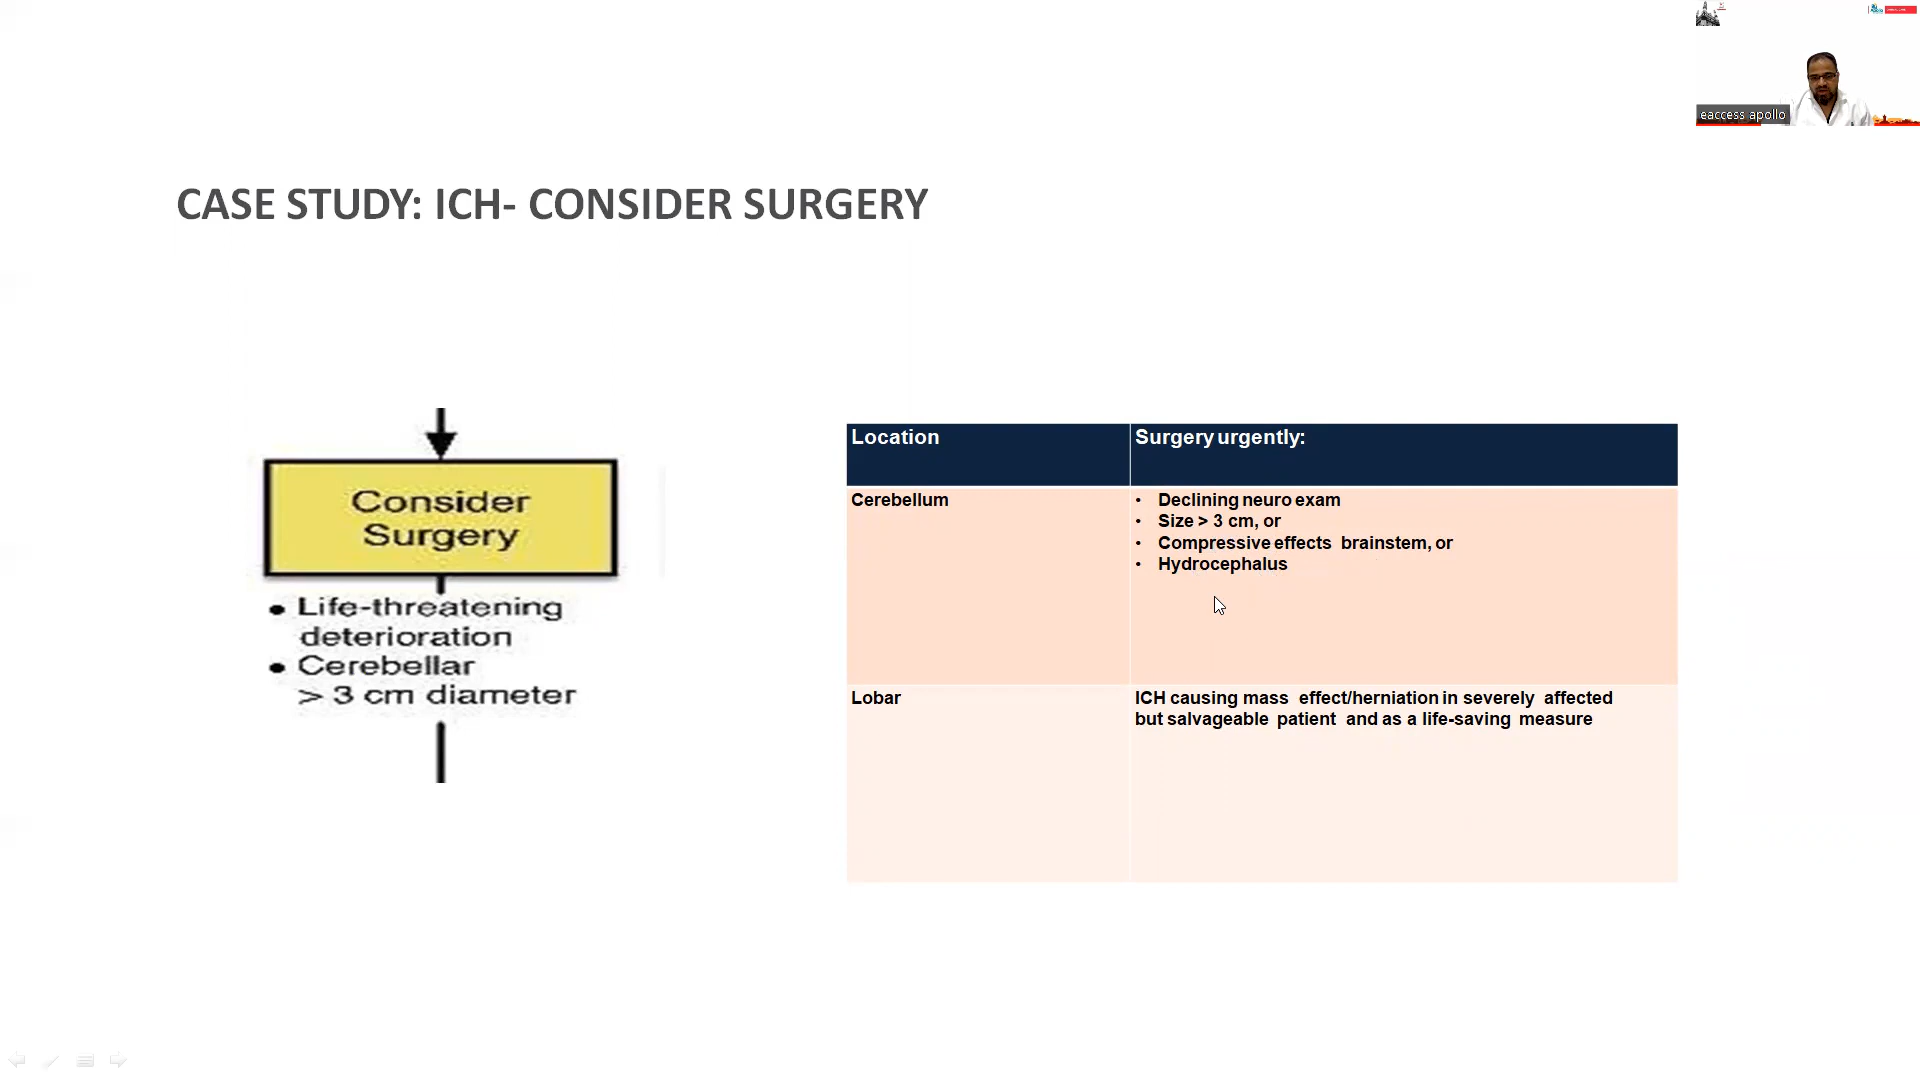 eaccess apollo
CASE STUDY: ICH- CONSIDER SURGERY
Consider
Surgery
• Life-threatening
deterioration
• Cerebellar
> 3 cm diameter
Location
Surgery urgently:
Cerebellum
• Declining neuro exam
• Size > 3 cm, or
• Compressive effects brainstem, or
• Hydrocephalus
Lobar
ICH causing mass effect/herniation in severely affected
but salvageable patient and as a life-saving measure